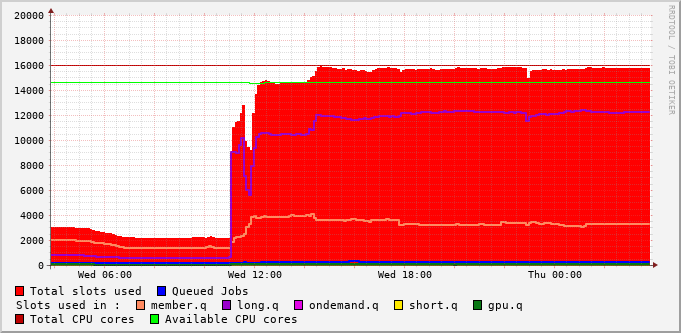 20000
18000
16000
14000
12000
10000
8000
6000
4000
2000
0
Wed 06:00 Wed 12:00 Wed 18:00 Thu 00:00
RRDTOOL / TOBI OETIKER
Total slots used Queued Jobs
Slots used in : member.q long.q ondemand.q short.q gpu.q
Total CPU cores Available CPU cores